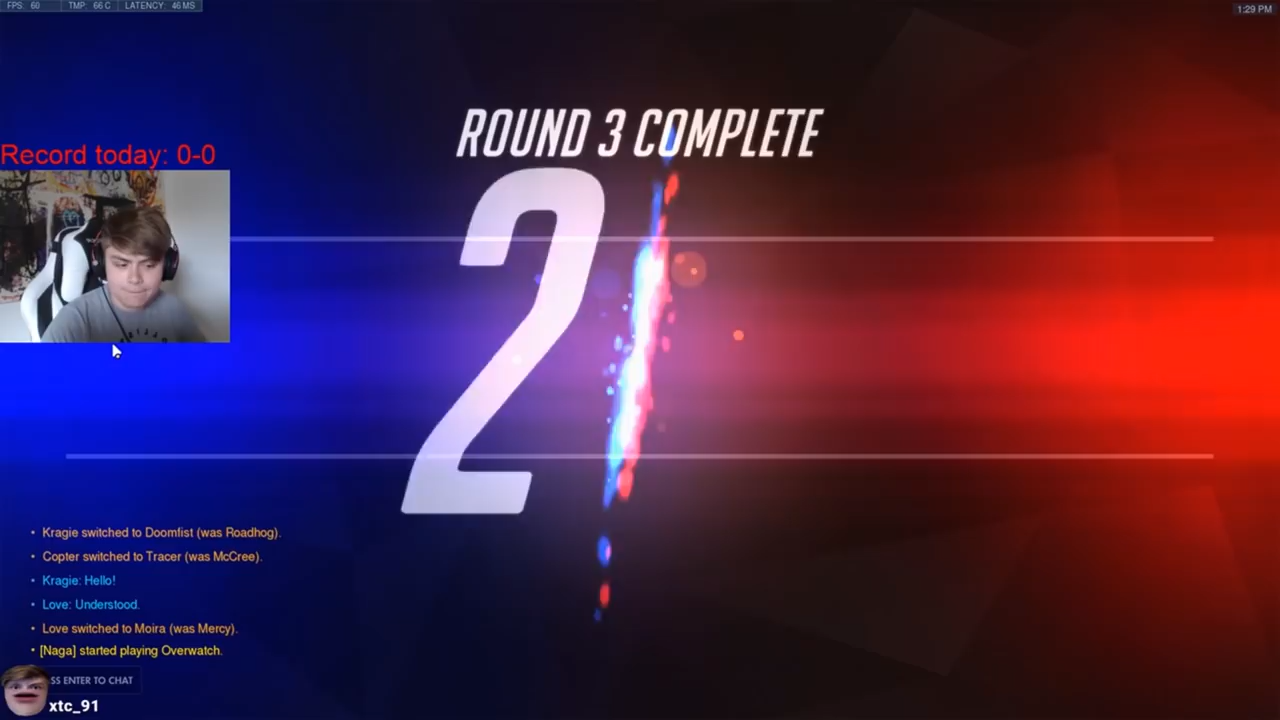 FPS: 60 TMP: 66 C LATENCY: 46 MS
1:29 PM
ROUND 3 COMPLETE
Record today: 0-0
2
• Kragie switched to Doomfist (was Roadhog).
• Copter switched to Tracer (was McCree).
• Kragie: Hello!
• Love: Understood.
• Love switched to Moira (was Mercy).
• [Naga] started playing Overwatch.
SS ENTER TO CHAT
xtc_91